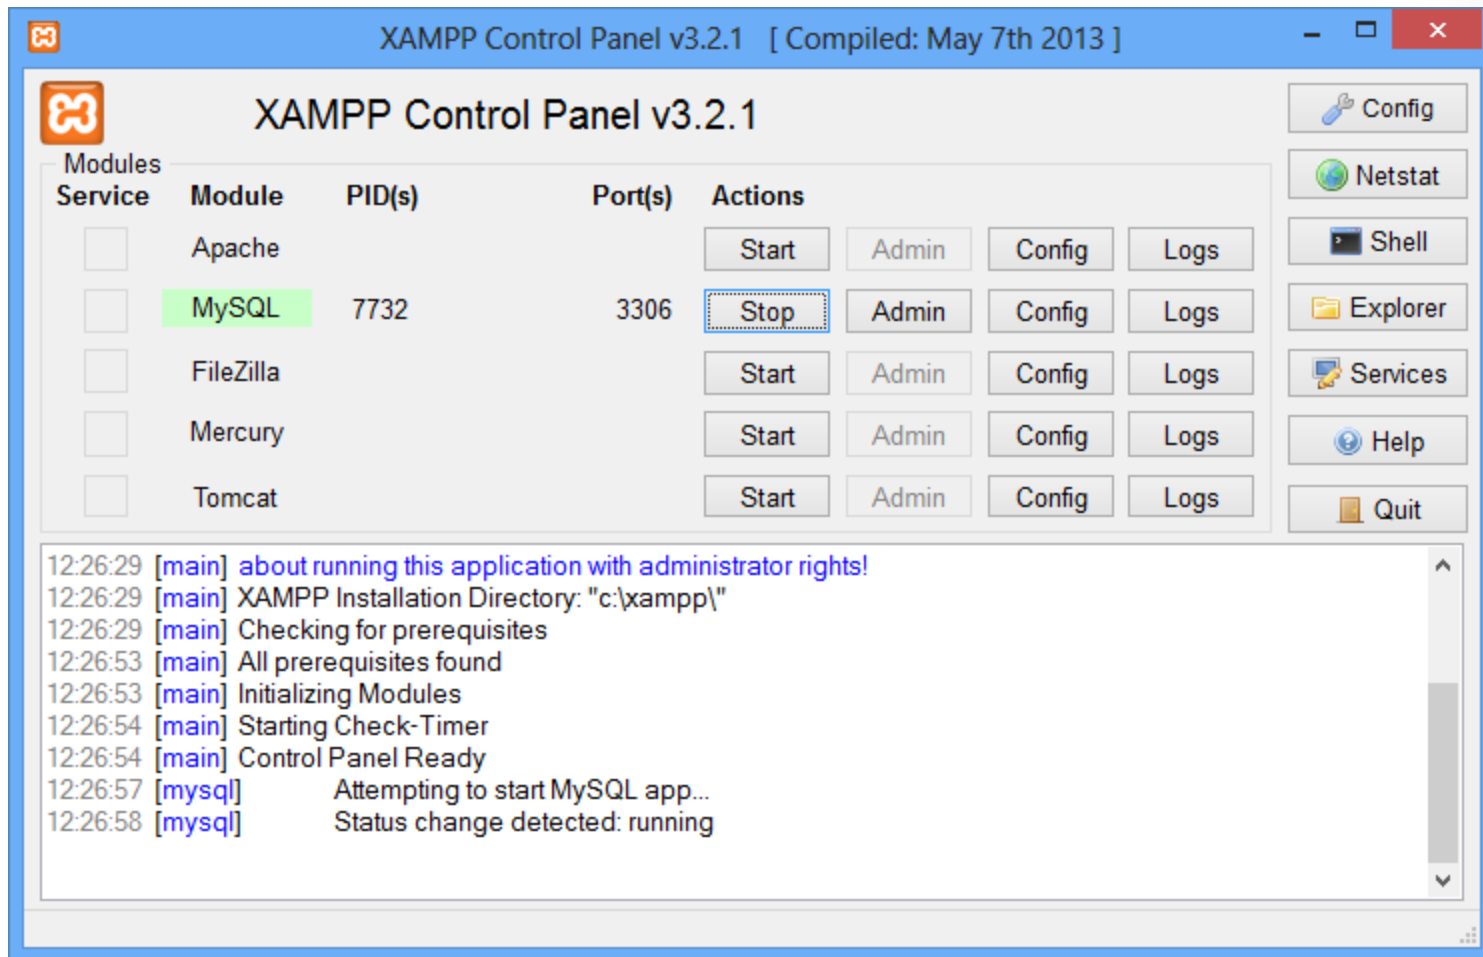 XAMPP Control Panel v3.2.1 [ Compiled: May 7th 2013 ]
XAMPP Control Panel v3.2.1
Config
Modules
Netstat
Service Module PID(s) Port(s) Actions
Apache Start Admin Config Logs
Shell
MySQL 7732 3306 Stop Admin Config Logs
Explorer
FileZilla Start Admin Config Logs
Services
Mercury Start Admin Config Logs
Help
Tomcat Start Admin Config Logs
Quit
12:26:29 [main] about running this application with administrator rights!
12:26:29 [main] XAMPP Installation Directory: "c:\xampp\"
12:26:29 [main] Checking for prerequisites
12:26:53 [main] All prerequisites found
12:26:53 [main] Initializing Modules
12:26:54 [main] Starting Check-Timer
12:26:54 [main] Control Panel Ready
12:26:57 [mysql] Attempting to start MySQL app...
12:26:58 [mysql] Status change detected: running